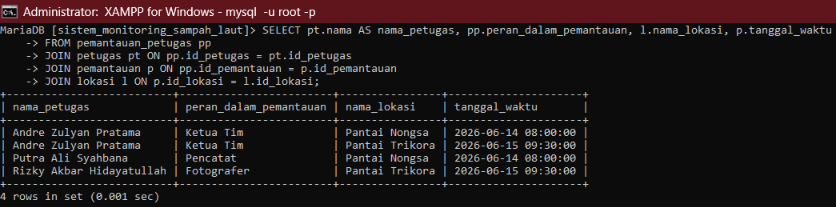 Administrator: XAMPP for Windows - mysql -u root -p
MariaDB [sistem_monitoring_sampah_laut]> SELECT pt.nama AS nama_petugas, pp.peran_dalam_pemantauan, l.nama_lokasi, p.tanggal_waktu
    -> FROM pemantauan_petugas pp
    -> JOIN petugas pt ON pp.id_petugas = pt.id_petugas
    -> JOIN pemantauan p ON pp.id_pemantauan = p.id_pemantauan
    -> JOIN lokasi l ON p.id_lokasi = l.id_lokasi;
+-------------------------+------------------------+----------------+---------------------+
| nama_petugas            | peran_dalam_pemantauan | nama_lokasi    | tanggal_waktu       |
+-------------------------+------------------------+----------------+---------------------+
| Andre Zulyan Pratama    | Ketua Tim              | Pantai Nongsa  | 2026-06-14 08:00:00 |
| Andre Zulyan Pratama    | Ketua Tim              | Pantai Trikora | 2026-06-15 09:30:00 |
| Putra Ali Syahbana      | Pencatat               | Pantai Nongsa  | 2026-06-14 08:00:00 |
| Rizky Akbar Hidayatullah | Fotografer             | Pantai Trikora | 2026-06-15 09:30:00 |
+-------------------------+------------------------+----------------+---------------------+
4 rows in set (0.001 sec)